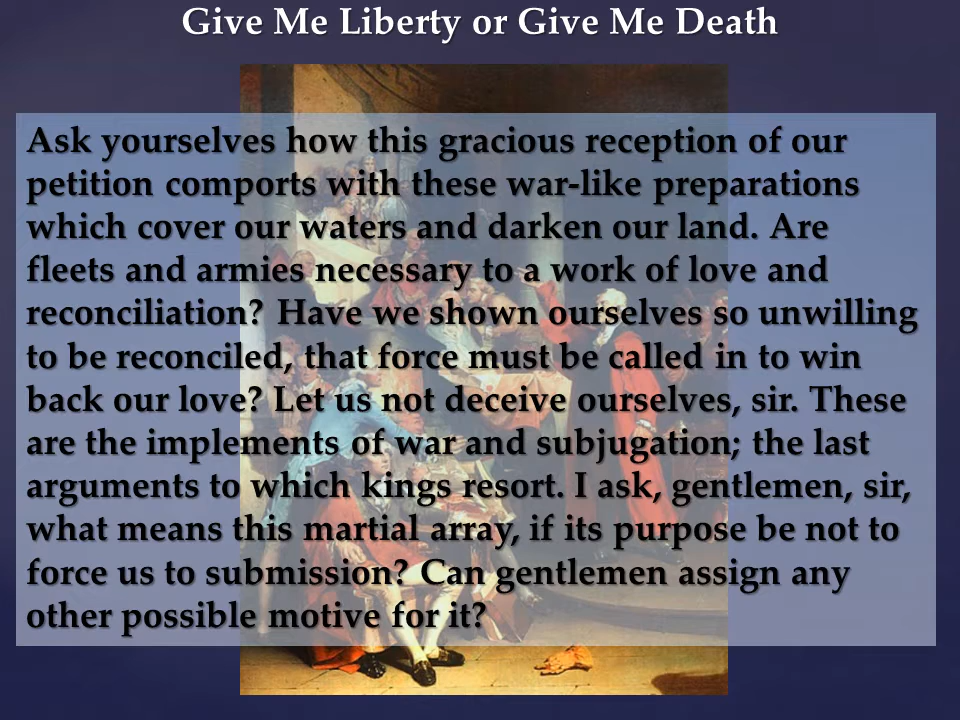 Give Me Liberty or Give Me Death
Ask yourselves how this gracious reception of our
petition comports with these war-like preparations
which cover our waters and darken our land. Are
fleets and armies necessary to a work of love and
reconciliation? Have we shown ourselves so unwilling
to be reconciled, that force must be called in to win
back our love? Let us not deceive ourselves, sir. These
are the implements of war and subjugation; the last
arguments to which kings resort. I ask, gentlemen, sir,
what means this martial array, if its purpose be not to
force us to submission? Can gentlemen assign any
other possible motive for it?